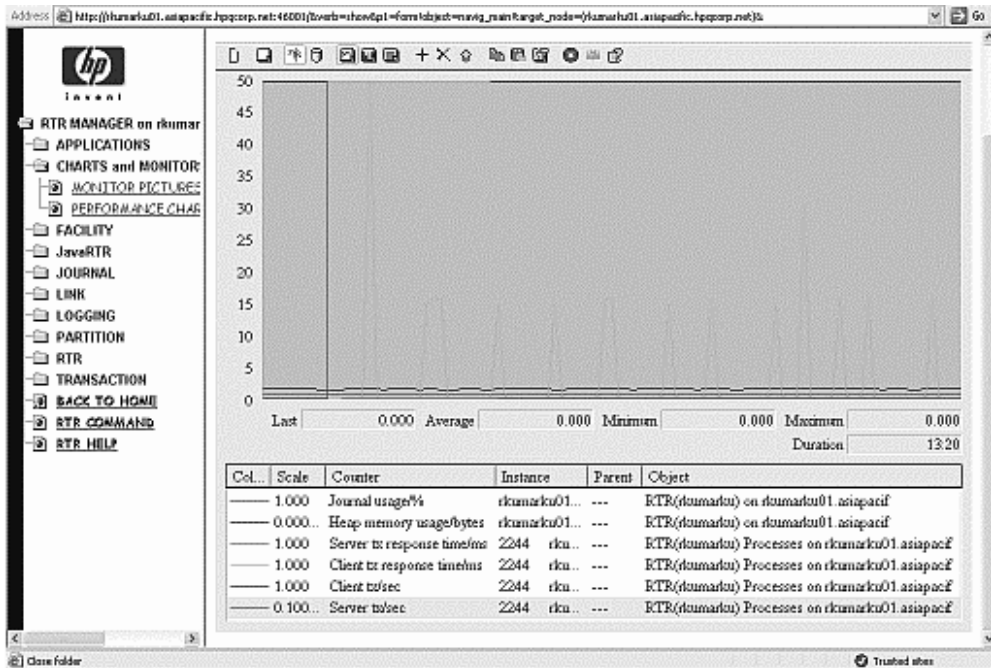 Address http://rkumarku01.asiapacific.hpqcorp.net:46001/&verb=show&p1=form&object=navig_main&target_node=(rkumarku01.asiapacific.hpqcorp.net)&
Go
hp
invent
RTR MANAGER on rkumar
APPLICATIONS
CHARTS and MONITOR
MONITOR PICTURES
PERFORMANCE CHAR
FACILITY
JavaRTR
JOURNAL
LINK
LOGGING
PARTITION
RTR
TRANSACTION
BACK TO HOME
RTR COMMAND
RTR HELP
50
45
40
35
30
25
20
15
10
5
0
Last 0.000 Average 0.000 Minimum 0.000 Maximum 0.000
Duration 13:20
Col... Scale Counter Instance Parent Object
1.000 Journal usage/% rkumarku01... --- RTR(rkumarku) on rkumarku01.asiapacif
0.000... Heap memory usage/bytes rkumarku01... --- RTR(rkumarku) on rkumarku01.asiapacif
1.000 Server tx response time/ms 2244 rku... --- RTR(rkumarku) Processes on rkumarku01.asiapacif
1.000 Client tx response time/ms 2244 rku... --- RTR(rkumarku) Processes on rkumarku01.asiapacif
1.000 Client tx/sec 2244 rku... --- RTR(rkumarku) Processes on rkumarku01.asiapacif
0.100... Server tx/sec 2244 rku... --- RTR(rkumarku) Processes on rkumarku01.asiapacif
Close folder
Trusted sites